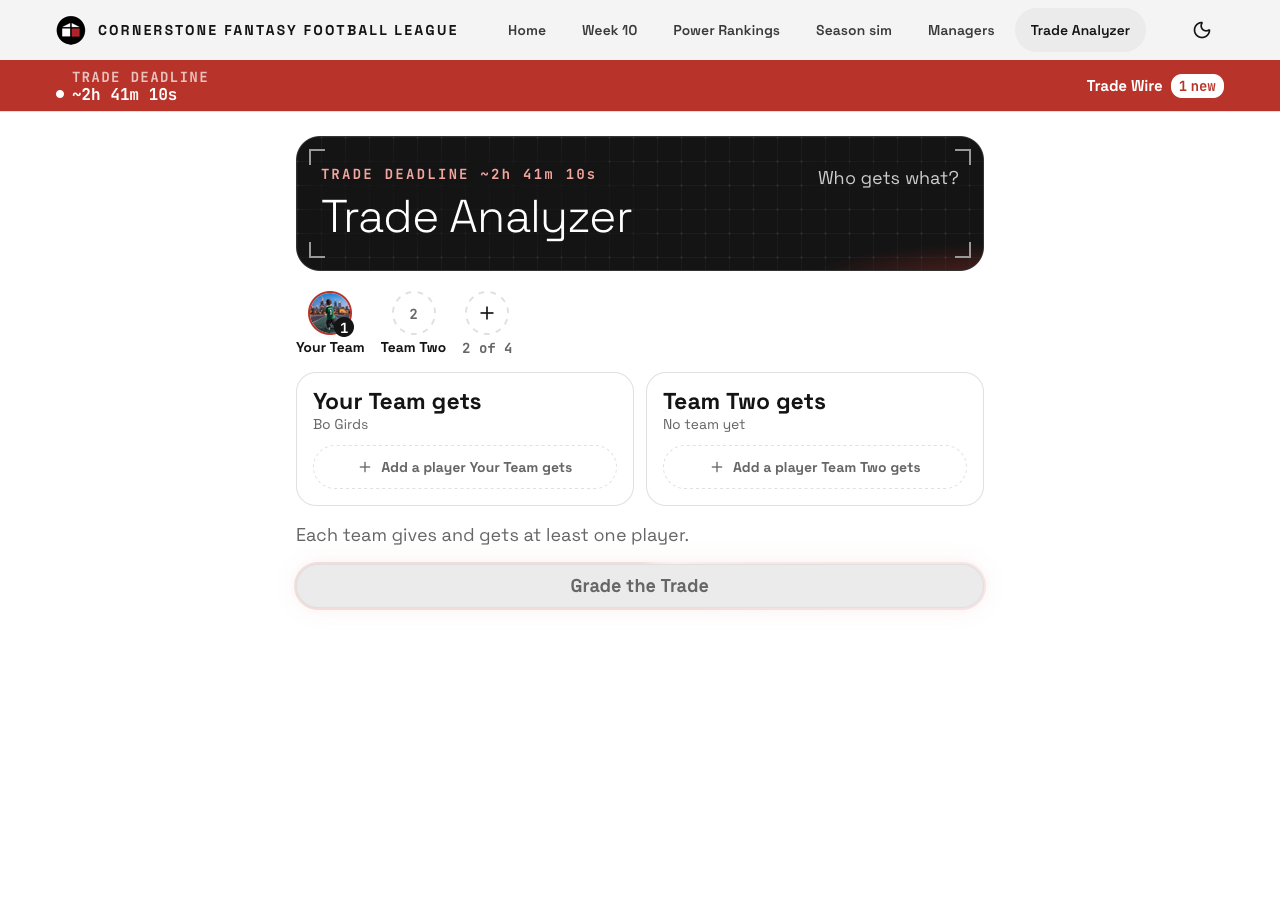 CORNERSTONE FANTASY FOOTBALL LEAGUE
Home
Week 10
Power Rankings
Season sim
Managers
Trade Analyzer
TRADE DEADLINE
~2h 41m 10s
Trade Wire
1 new
TRADE DEADLINE ~2h 41m 10s
Who gets what?
Trade Analyzer
1
2
Your Team
Team Two
2 of 4
Your Team gets
Bo Girds
Add a player Your Team gets
Team Two gets
No team yet
Add a player Team Two gets
Each team gives and gets at least one player.
Grade the Trade